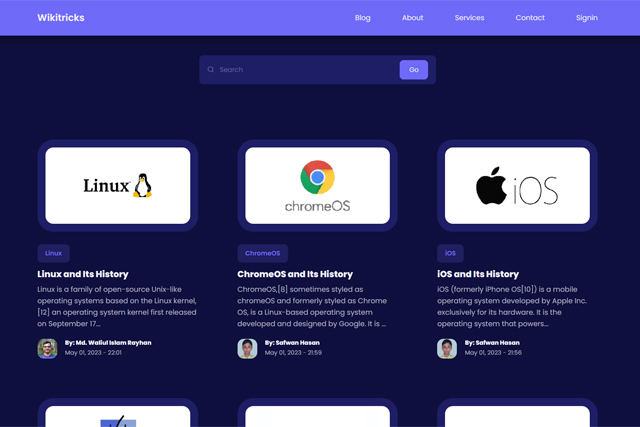 Wikitricks
Blog
About
Services
Contact
Signin
Search
Go
Linux
chromeOS
iOS
Linux
Linux and Its History
Linux is a family of open-source Unix-like
operating systems based on the Linux kernel,
[12] an operating system kernel first released
on September 17...
By: Md. Waliul Islam Rayhan
May 01, 2023 - 22:01
ChromeOS
ChromeOS and Its History
ChromeOS,[8] sometimes styled as
chromeOS and formerly styled as Chrome
OS, is a Linux-based operating system
developed and designed by Google. It is ...
By: Safwan Hasan
May 01, 2023 - 21:59
iOS
iOS and Its History
iOS (formerly iPhone OS[10]) is a mobile
operating system developed by Apple Inc.
exclusively for its hardware. It is the
operating system that powers...
By: Safwan Hasan
May 01, 2023 - 21:56